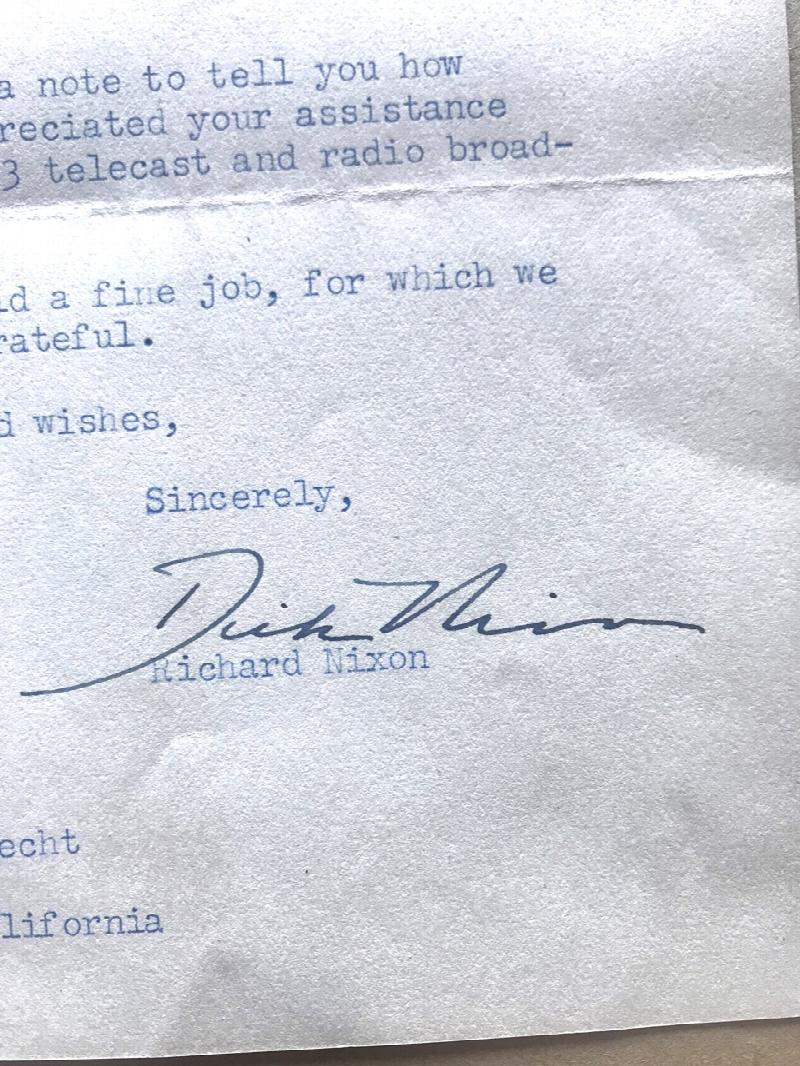 a note to tell you how
reciated your assistance
3 telecast and radio broad-
id a fine job, for which we
rateful.
d wishes,
Sincerely,
Dick Nixon
Richard Nixon
echt
lifornia